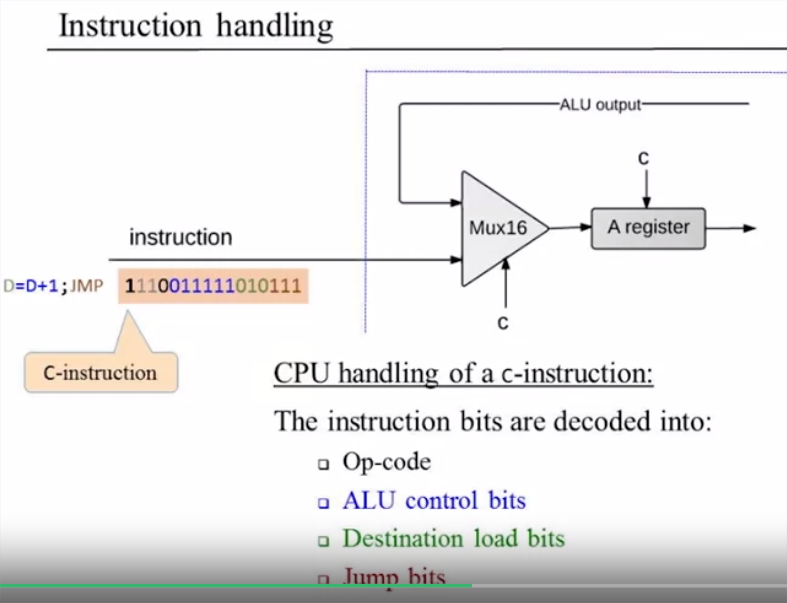 Instruction handling
ALU output
C
instruction
Mux16
A register
D=D+1;JMP
1110011111010111
C
C-instruction
CPU handling of a c-instruction:
The instruction bits are decoded into:
Op-code
ALU control bits
Destination load bits
Jump bits